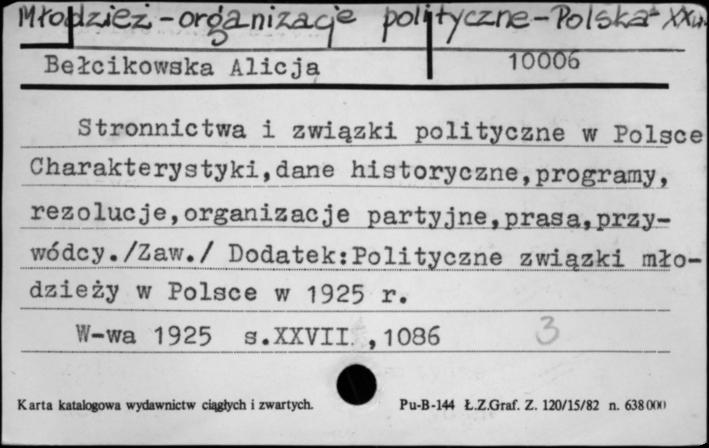 Młodzież - organizacje polityczne - Polska - XX w.
Bełcikowska Alicja 10006
Stronnictwa i związki polityczne w Polsce
Charakterystyki,dane historyczne,programy,
rezolucje,organizacje partyjne,prasa,przy-
wódcy./Zaw./ Dodatek:Polityczne związki mło-
dzieży w Polsce w 1925 r.
W-wa 1925 s.XXVII ,1086 3
Karta katalogowa wydawnictw ciągłych i zwartych. Pu-B-144 Ł.Z.Graf. Z. 120/15/82 n. 638000